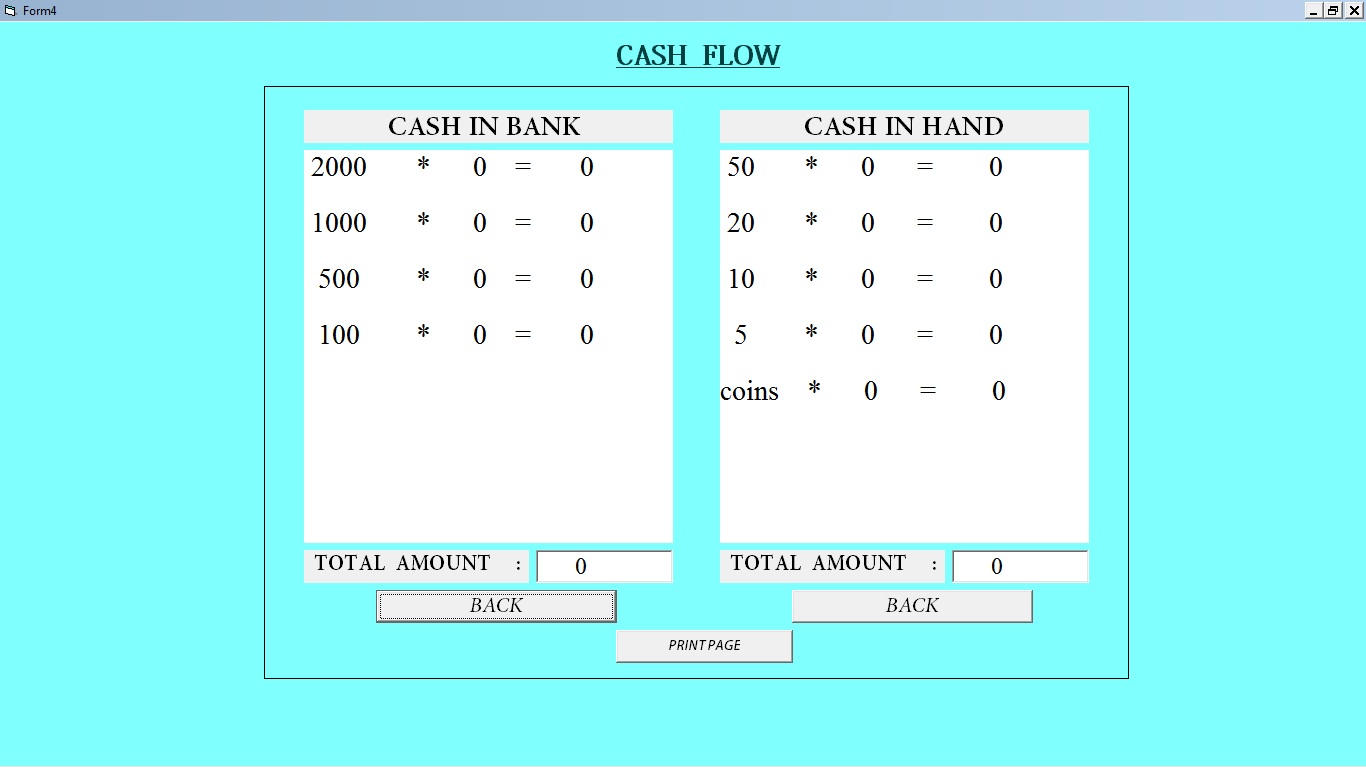 Form4
CASH FLOW
CASH IN BANK
2000 * 0 = 0
1000 * 0 = 0
500 * 0 = 0
100 * 0 = 0
TOTAL AMOUNT : 0
BACK
CASH IN HAND
50 * 0 = 0
20 * 0 = 0
10 * 0 = 0
5 * 0 = 0
coins * 0 = 0
TOTAL AMOUNT : 0
BACK
PRINT PAGE